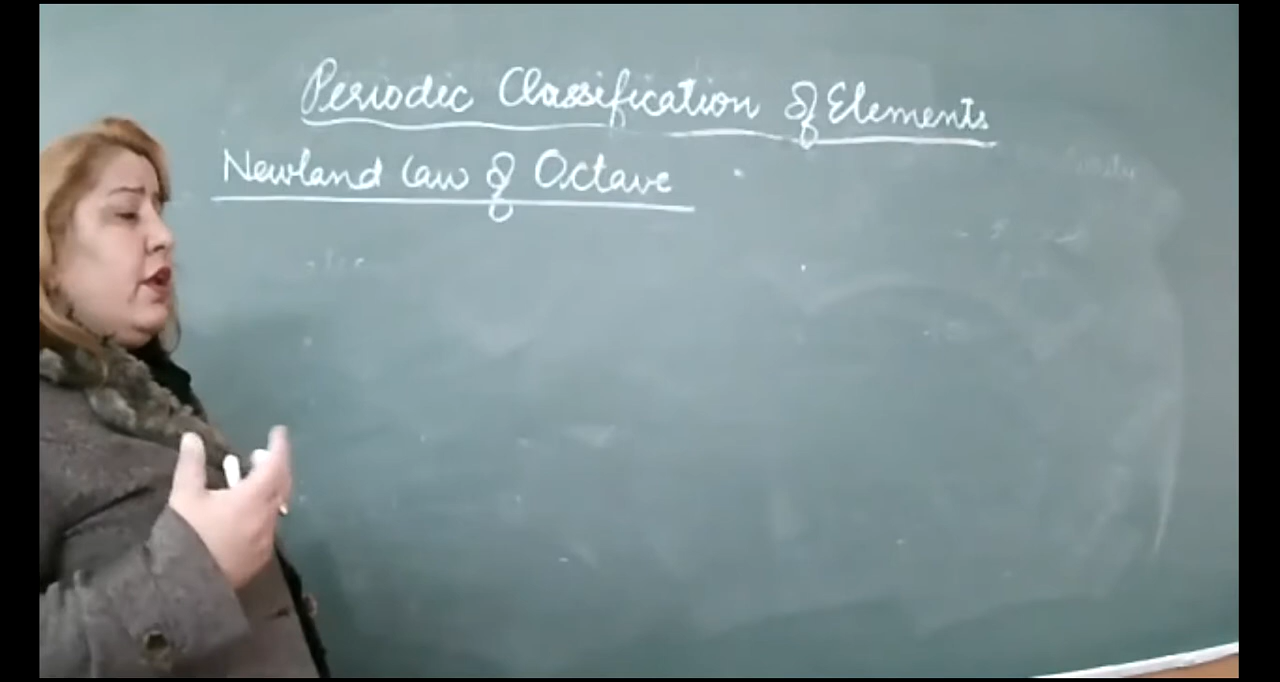 Periodic Classification of Elements
Newland Law of Octave